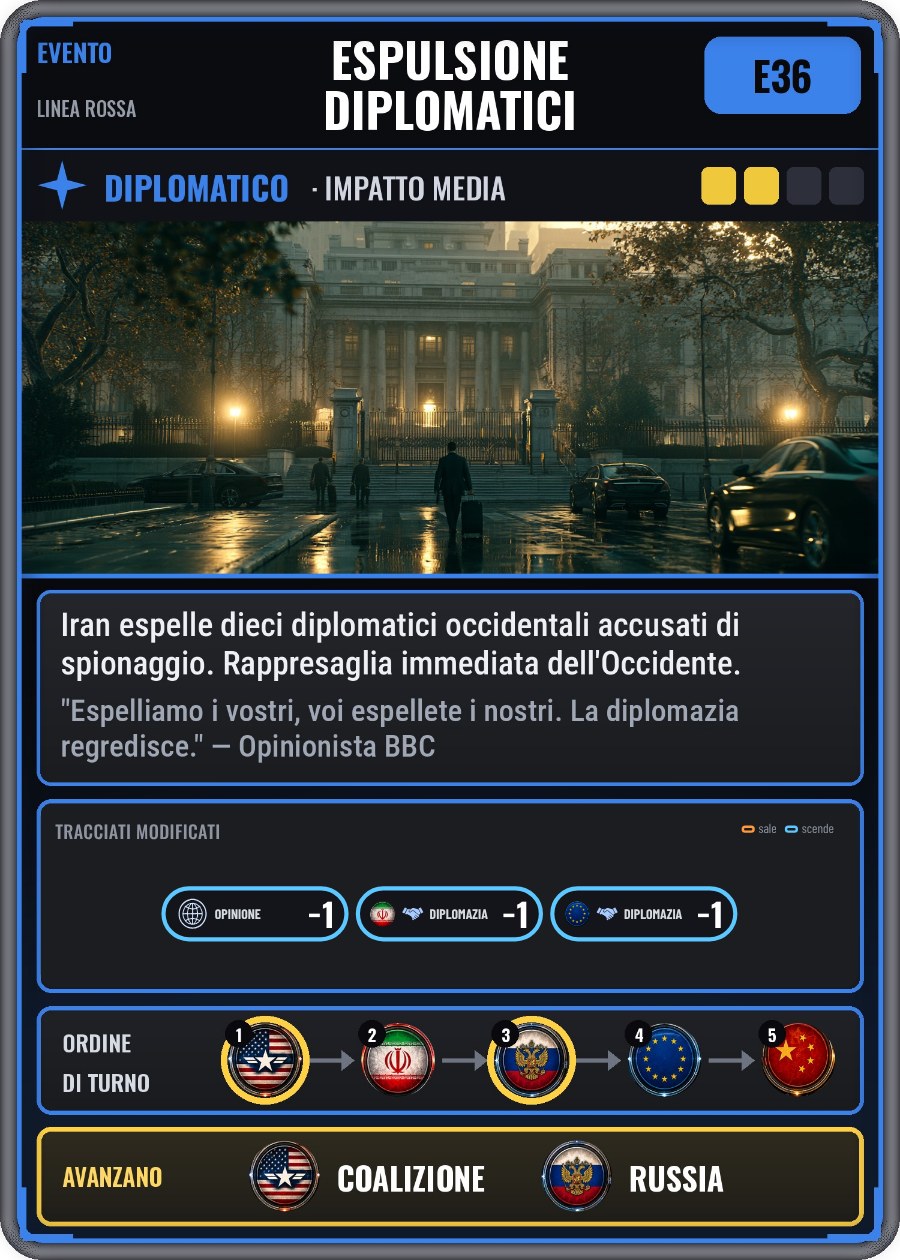 EVENTO
LINEA ROSSA
ESPULSIONE
DIPLOMATICI
E36
DIPLOMATICO · IMPATTO MEDIA
Iran espelle dieci diplomatici occidentali accusati di
spionaggio. Rappresaglia immediata dell'Occidente.
"Espelliamo i vostri, voi espellete i nostri. La diplomazia
regredisce." — Opinionista BBC
TRACCIATI MODIFICATI
sale scende
OPINIONE -1 DIPLOMAZIA -1 DIPLOMAZIA -1
ORDINE
DI TURNO
1 2 3 4 5
AVANZANO COALIZIONE RUSSIA